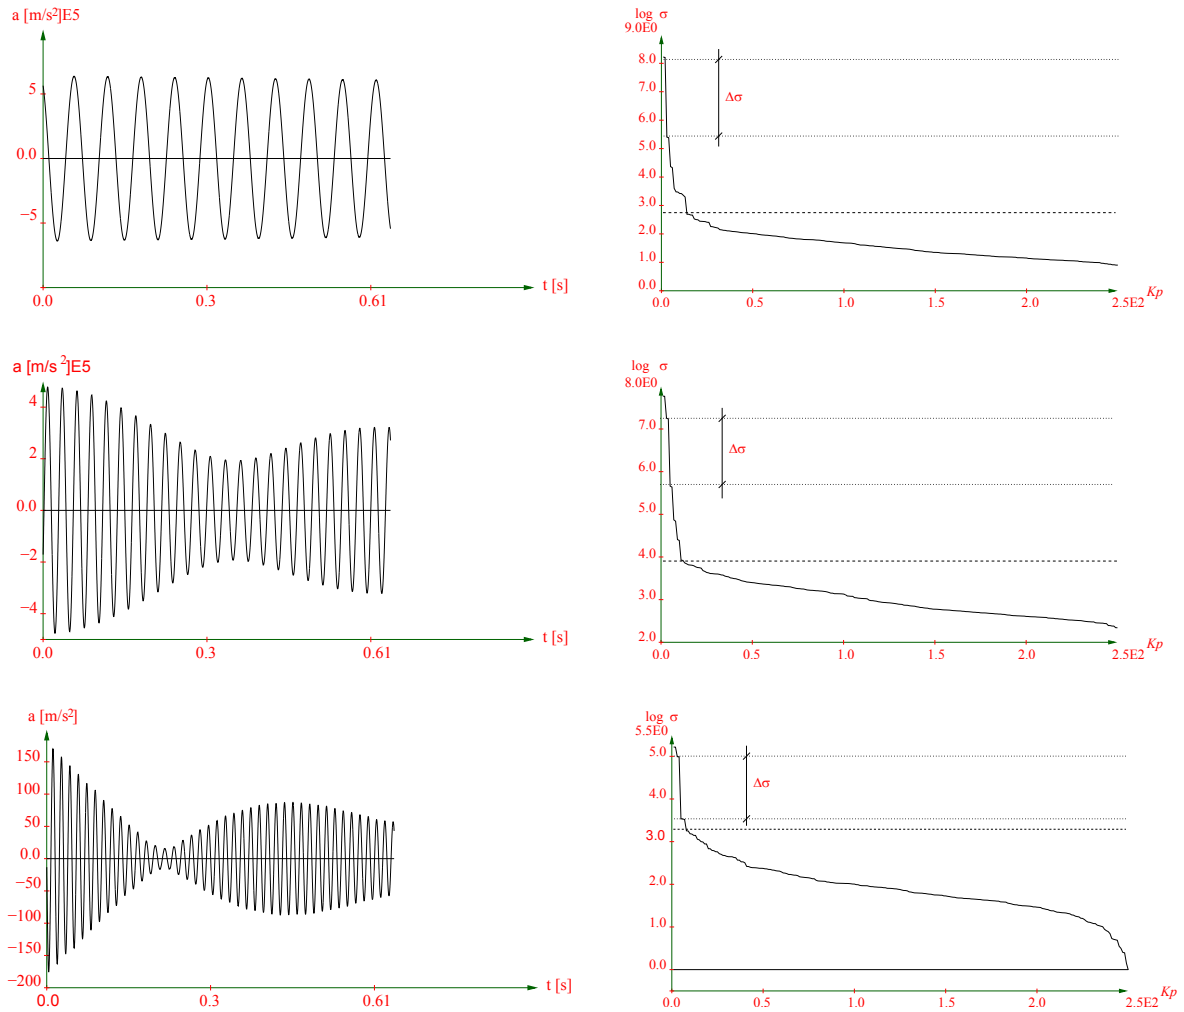 a [m/s²]E5
5
0.0
−5
0.0
0.3
0.61
t [s]
log σ
9.0E0
8.0
7.0
6.0
5.0
4.0
3.0
2.0
1.0
0.0
Δσ
0.0
0.5
1.0
1.5
2.0
2.5E2
Kp
a [m/s ²]E5
4
2
0.0
−2
−4
0.0
0.3
0.61
t [s]
log σ
8.0E0
7.0
6.0
5.0
4.0
3.0
2.0
Δσ
0.0
0.5
1.0
1.5
2.0
2.5E2
Kp
a [m/s²]
150
100
50
0.0
−50
−100
−150
−200
0.0
0.3
0.61
t [s]
log σ
5.5E0
5.0
4.0
3.0
2.0
1.0
0.0
Δσ
0.0
0.5
1.0
1.5
2.0
2.5E2
Kp